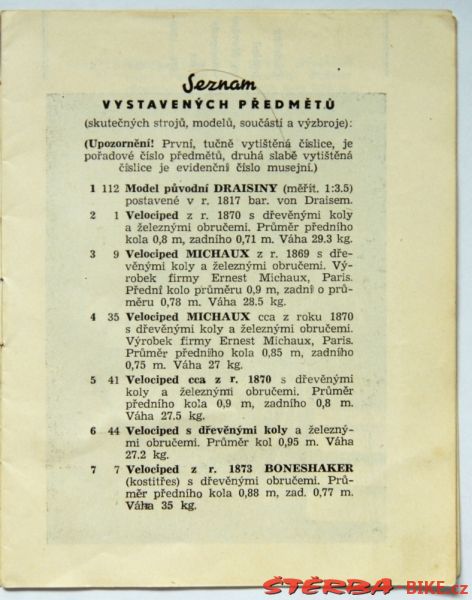 Seznam
VYSTAVENÝCH PŘEDMĚTŮ
(skutečných strojů, modelů, součástí a výzbroje):
(Upozornění! První, tučně vytištěná číslice, je
pořadové číslo předmětů, druhá slabě vytištěná
číslice je evidenční číslo musejní.)
1 112 Model původní DRAISINY (měřít. 1:3.5)
postavené v r. 1817 bar. von Draisem.
2 1 Velociped z r. 1870 s dřevěnými koly
a železnými obručemi. Průměr předního
kola 0,8 m, zadního 0,71 m. Váha 29.3 kg.
3 9 Velociped MICHAUX z r. 1869 s dře-
věnými koly a železnými obručemi. Vý-
robek firmy Ernest Michaux, Paris.
Přední kolo průměru 0,9 m, zadní o prů-
měru 0,78 m. Váha 28.5 kg.
4 35 Velociped MICHAUX cca z roku 1870
s dřevěnými koly a železnými obručemi.
Výrobek firmy Ernest Michaux, Paris.
Průměr předního kola 0,85 m, zadního
0,75 m. Váha 27 kg.
5 41 Velociped cca z r. 1870 s dřevěnými
koly a železnými obručemi. Průměr
předního kola 0,9 m, zadního 0,8 m.
Váha 27.5 kg.
6 44 Velociped s dřevěnými koly a železný-
mi obručemi. Průměr kol 0,95 m. Váha
27.2 kg.
7 7 Velociped z r. 1873 BONESHAKER
(kostitřes) s dřevěnými obručemi. Prů-
měr předního kola 0,88 m, zad. 0,77 m.
Váha 35 kg.
ŠTĚRBA-BIKE.cz